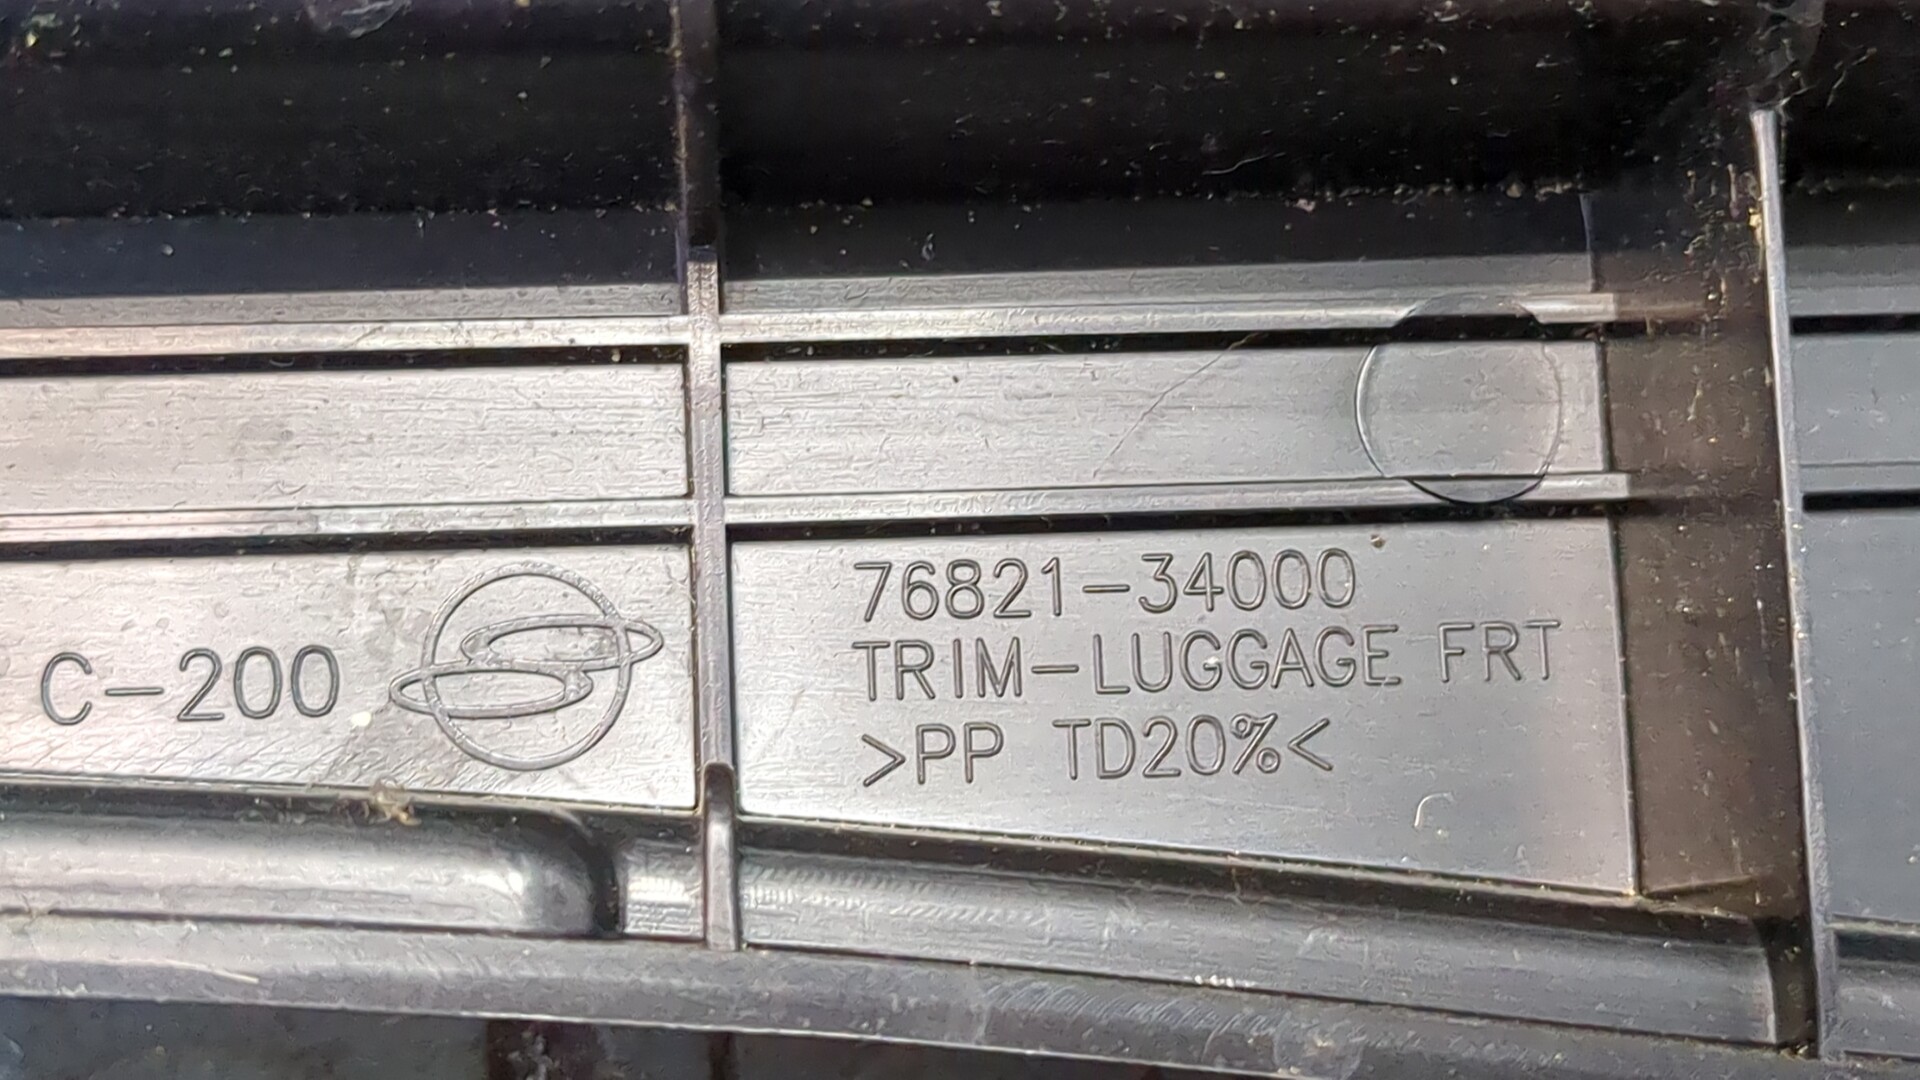 C-200
76821-34000
TRIM-LUGGAGE FRT
>PP TD20%<